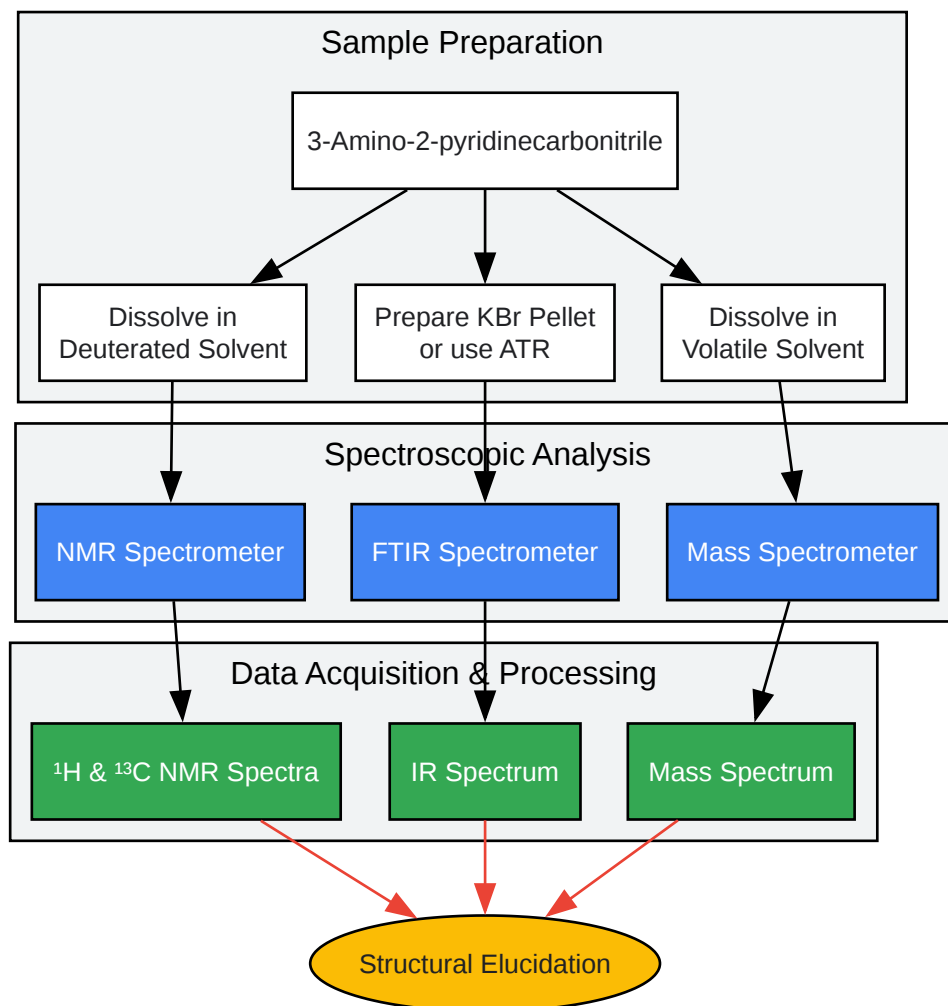 Sample Preparation
3-Amino-2-pyridinecarbonitrile
Dissolve in
Deuterated Solvent
Prepare KBr Pellet
or use ATR
Dissolve in
Volatile Solvent
Spectroscopic Analysis
NMR Spectrometer
FTIR Spectrometer
Mass Spectrometer
Data Acquisition & Processing
¹H & ¹³C NMR Spectra
IR Spectrum
Mass Spectrum
Structural Elucidation